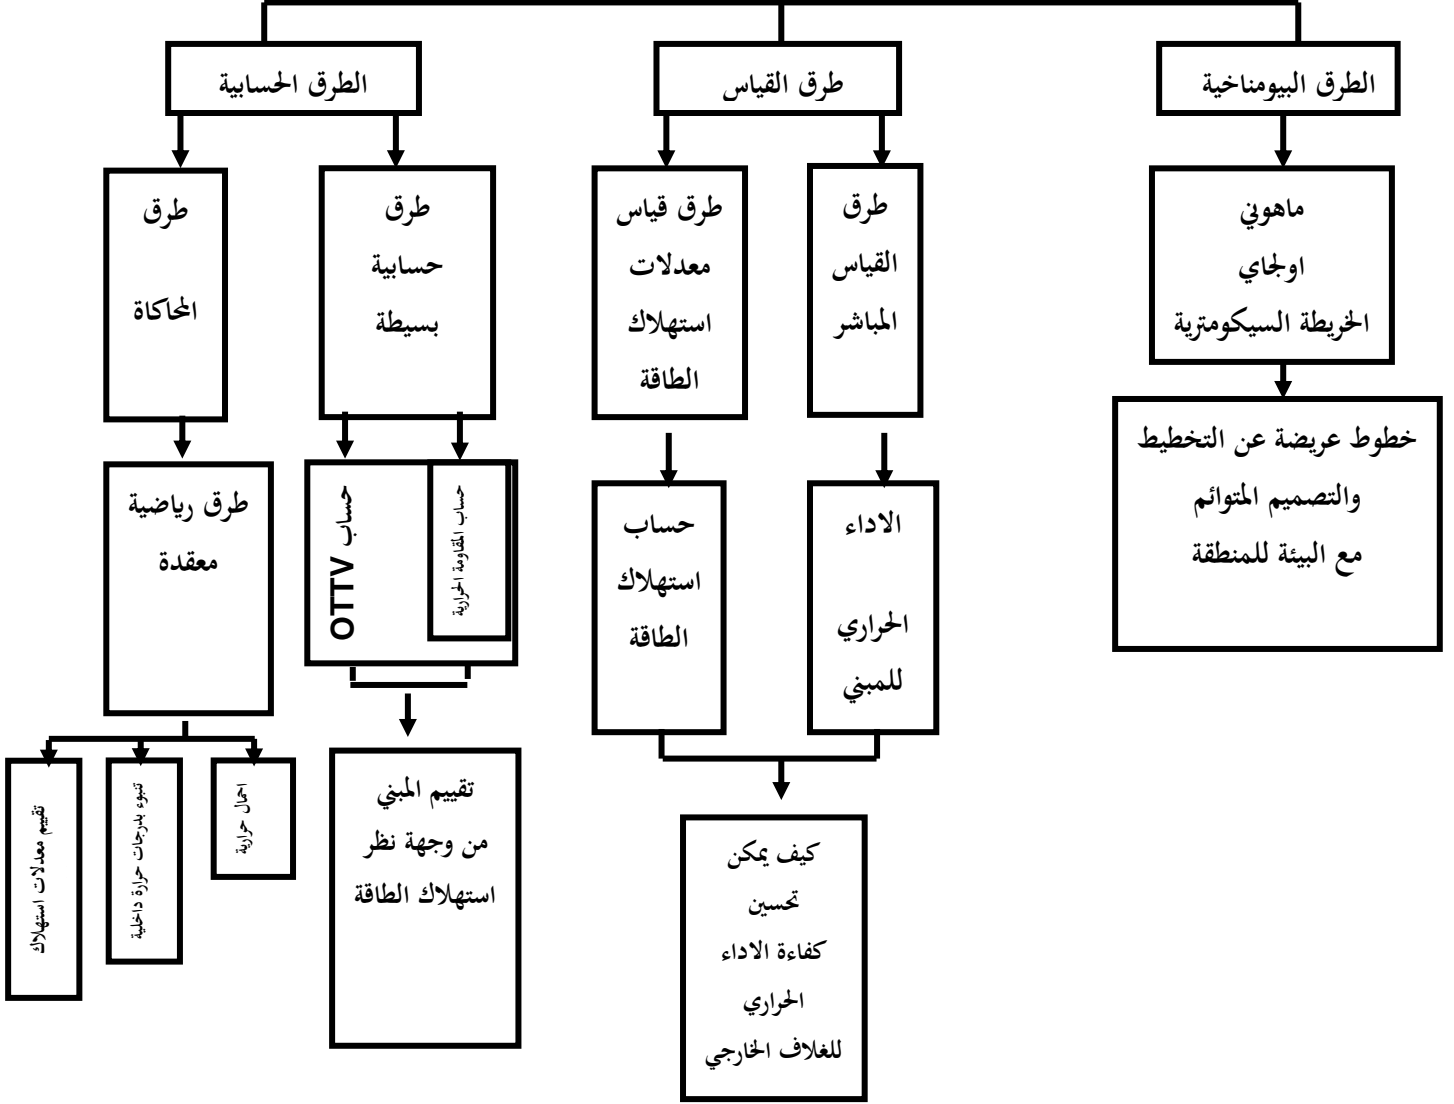 الطرق البيومناخية
طرق القياس
الطرق الحسابية
ماهوني
اولجاي
الخريطة السيكومترية
خطوط عريضة عن التخطيط
والتصميم المتوائم
مع البيئة للمنطقة
طرق
القياس
المباشر
طرق قياس
معدلات
استهلاك
الطاقة
الاداء
الحراري
للمبني
حساب
استهلاك
الطاقة
كيف يمكن
تحسين
كفاءة الاداء
الحراري
للغلاف الخارجي
طرق
حسابية
بسيطة
طرق
المحاكاة
حساب المقاومة الحرارية
حساب OTTV
تقييم المبني
من وجهة نظر
استهلاك الطاقة
طرق رياضية
معقدة
احمال حرارية
تنبوء بدرجات حرارة داخلية
تقييم معدلات استهلاك